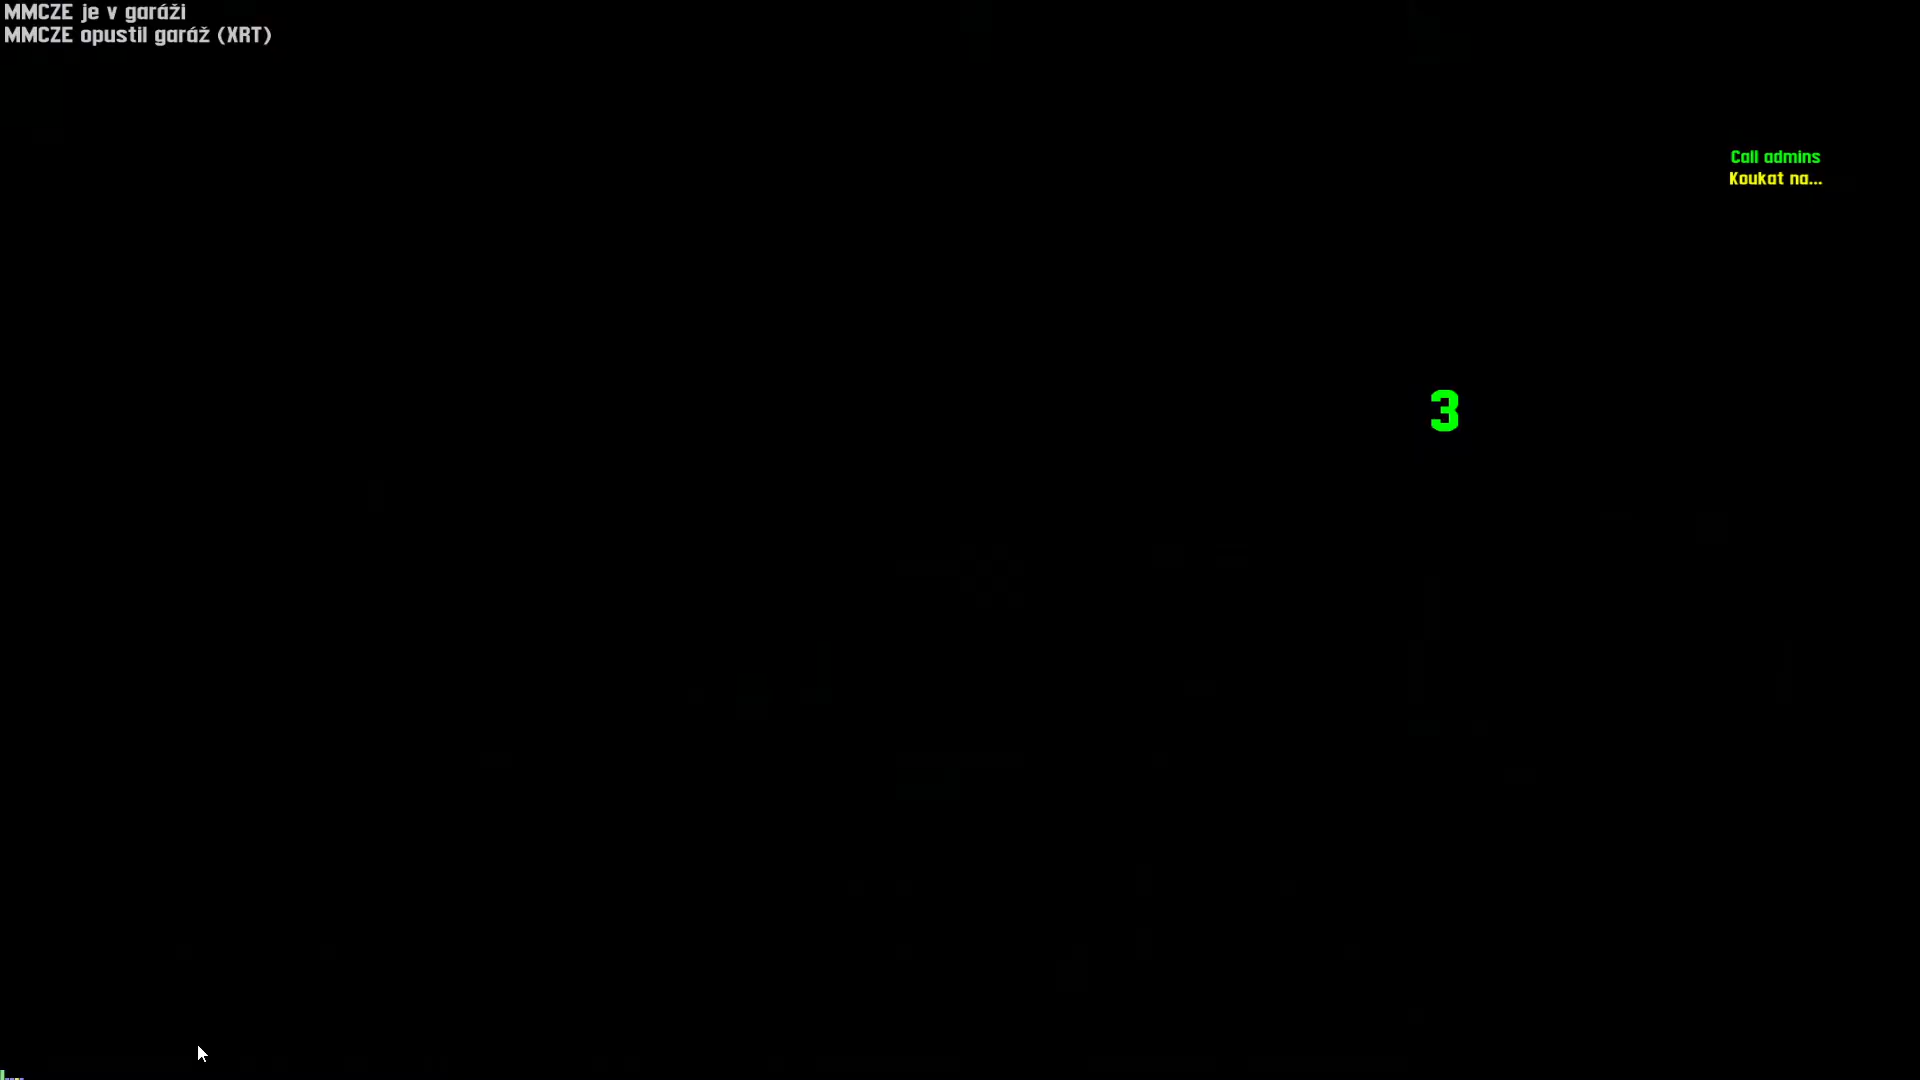 MMCZE je v garáži
MMCZE opustil garáž (XRT)
Call admins
Koukat na...
3